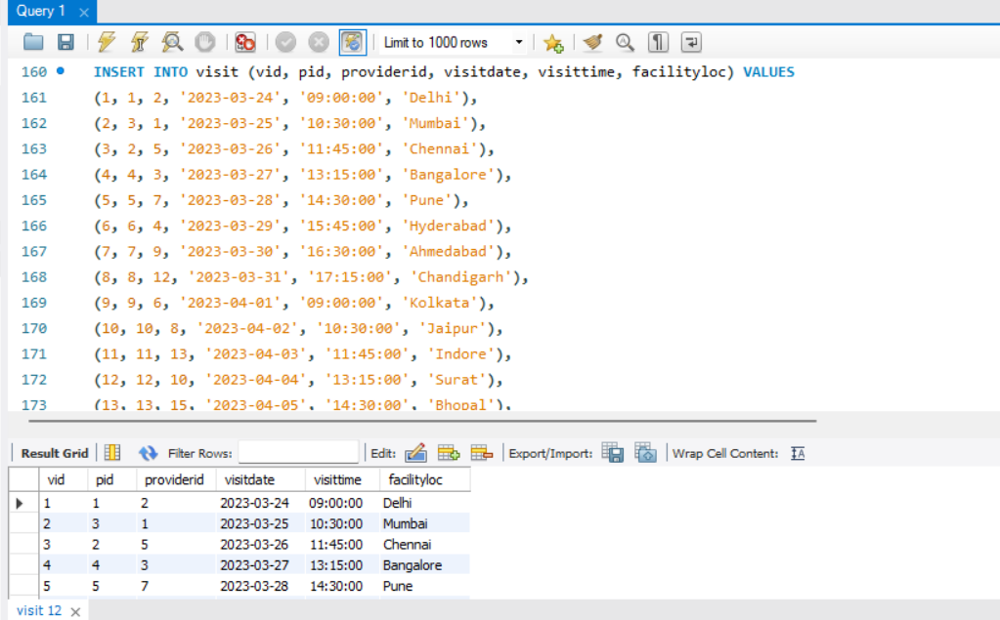 Query 1
Limit to 1000 rows
160 INSERT INTO visit (vid, pid, providerid, visitdate, visittime, facilityloc) VALUES
161 (1, 1, 2, '2023-03-24', '09:00:00', 'Delhi'),
162 (2, 3, 1, '2023-03-25', '10:30:00', 'Mumbai'),
163 (3, 2, 5, '2023-03-26', '11:45:00', 'Chennai'),
164 (4, 4, 3, '2023-03-27', '13:15:00', 'Bangalore'),
165 (5, 5, 7, '2023-03-28', '14:30:00', 'Pune'),
166 (6, 6, 4, '2023-03-29', '15:45:00', 'Hyderabad'),
167 (7, 7, 9, '2023-03-30', '16:30:00', 'Ahmedabad'),
168 (8, 8, 12, '2023-03-31', '17:15:00', 'Chandigarh'),
169 (9, 9, 6, '2023-04-01', '09:00:00', 'Kolkata'),
170 (10, 10, 8, '2023-04-02', '10:30:00', 'Jaipur'),
171 (11, 11, 13, '2023-04-03', '11:45:00', 'Indore'),
172 (12, 12, 10, '2023-04-04', '13:15:00', 'Surat'),
173 (13, 13, 15, '2023-04-05', '14:30:00', 'Bhopal'),
Result Grid Filter Rows: Edit: Export/Import: Wrap Cell Content:
vid pid providerid visitdate visittime facilityloc
1 1 2 2023-03-24 09:00:00 Delhi
2 3 1 2023-03-25 10:30:00 Mumbai
3 2 5 2023-03-26 11:45:00 Chennai
4 4 3 2023-03-27 13:15:00 Bangalore
5 5 7 2023-03-28 14:30:00 Pune
visit 12